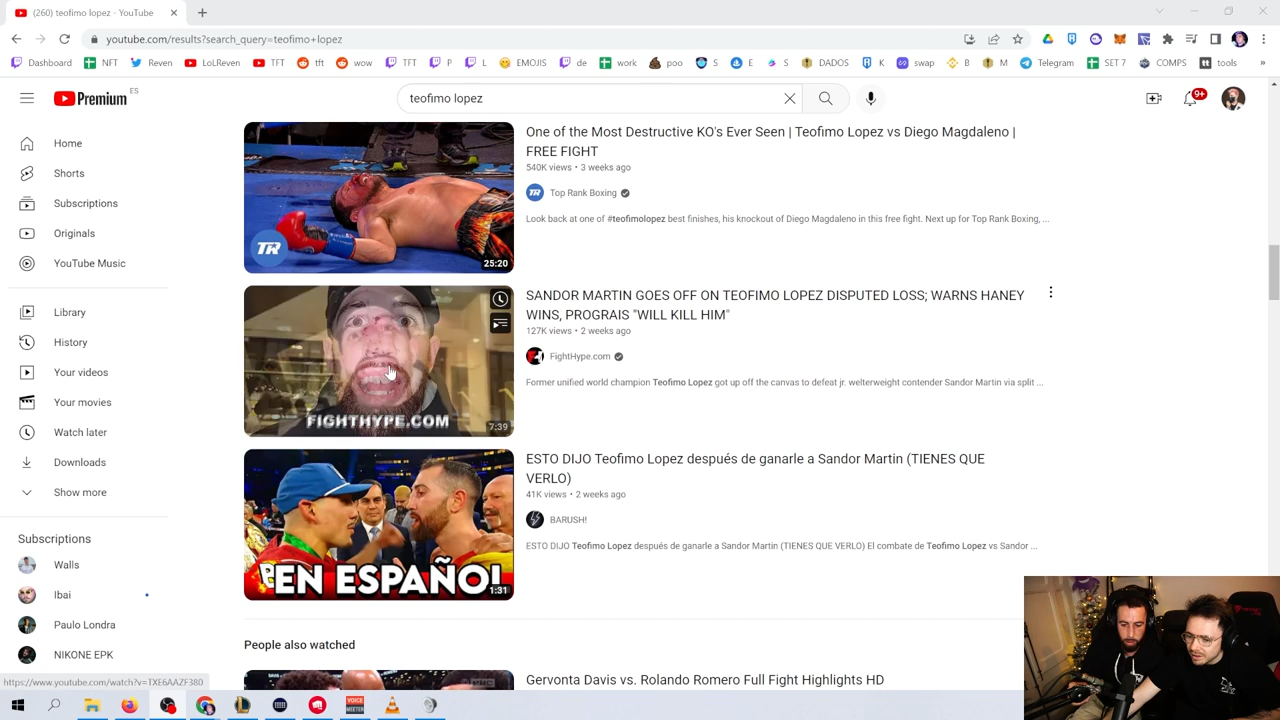 (260) teofimo lopez - YouTube
youtube.com/results?search_query=teofimo+lopez
Dashboard NFT Reven LoLReven TFT tft wow TFT P L EMOJIS de work poo S E S DADOS K swap B M Telegram SET 7 COMPS tools »
Premium ES
teofimo lopez
9+
Home
Shorts
Subscriptions
Originals
YouTube Music
Library
History
Your videos
Your movies
Watch later
Downloads
Show more
Subscriptions
Walls
Ibai
Paulo Londra
NIKONE EPK
https://www.youtube.com/watch?v=TXE6AAZF380
TR
25:20
One of the Most Destructive KO's Ever Seen | Teofimo Lopez vs Diego Magdaleno |
FREE FIGHT
540K views • 3 weeks ago
TR Top Rank Boxing
Look back at one of #teofimolopez best finishes, his knockout of Diego Magdaleno in this free fight. Next up for Top Rank Boxing, ...
FIGHTHYPE.COM
7:39
SANDOR MARTIN GOES OFF ON TEOFIMO LOPEZ DISPUTED LOSS; WARNS HANEY
WINS, PROGRAIS "WILL KILL HIM"
127K views • 2 weeks ago
FightHype.com
Former unified world champion Teofimo Lopez got up off the canvas to defeat jr. welterweight contender Sandor Martin via split ...
EN ESPAÑOL
1:31
ESTO DIJO Teofimo Lopez después de ganarle a Sandor Martin (TIENES QUE
VERLO)
41K views • 2 weeks ago
BARUSH!
ESTO DIJO Teofimo Lopez después de ganarle a Sandor Martin (TIENES QUE VERLO) El combate de Teofimo Lopez vs Sandor ...
People also watched
Gervonta Davis vs. Rolando Romero Full Fight Highlights HD
VOICE
MEETER